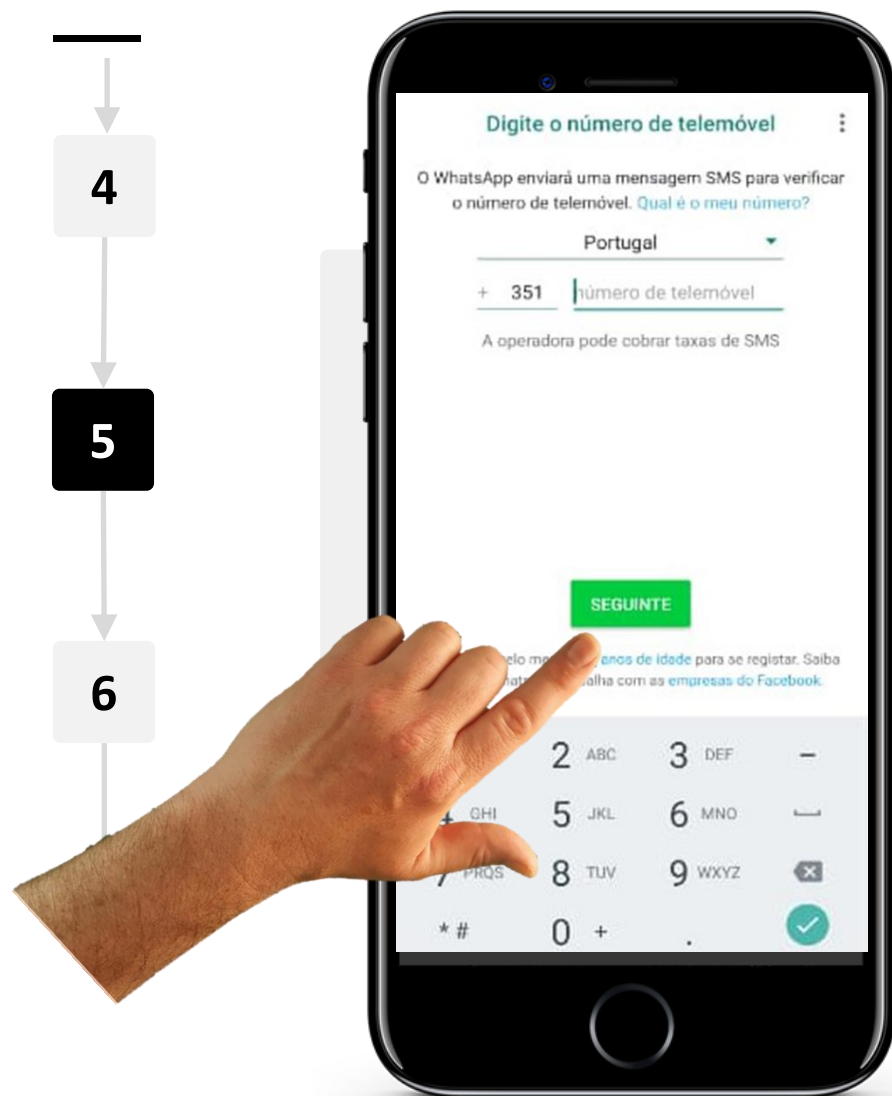 4
5
6
Digite o número de telemóvel
O WhatsApp enviará uma mensagem SMS para verificar
o número de telemóvel. Qual é o meu número?
Portugal
+ 351 número de telemóvel
A operadora pode cobrar taxas de SMS
SEGUINTE
anos de idade para se registar. Saiba
com as empresas do Facebook.
2 ABC 3 DEF –
GHI 5 JKL 6 MNO
7 PRQS 8 TUV 9 WXYZ
* # 0 + .